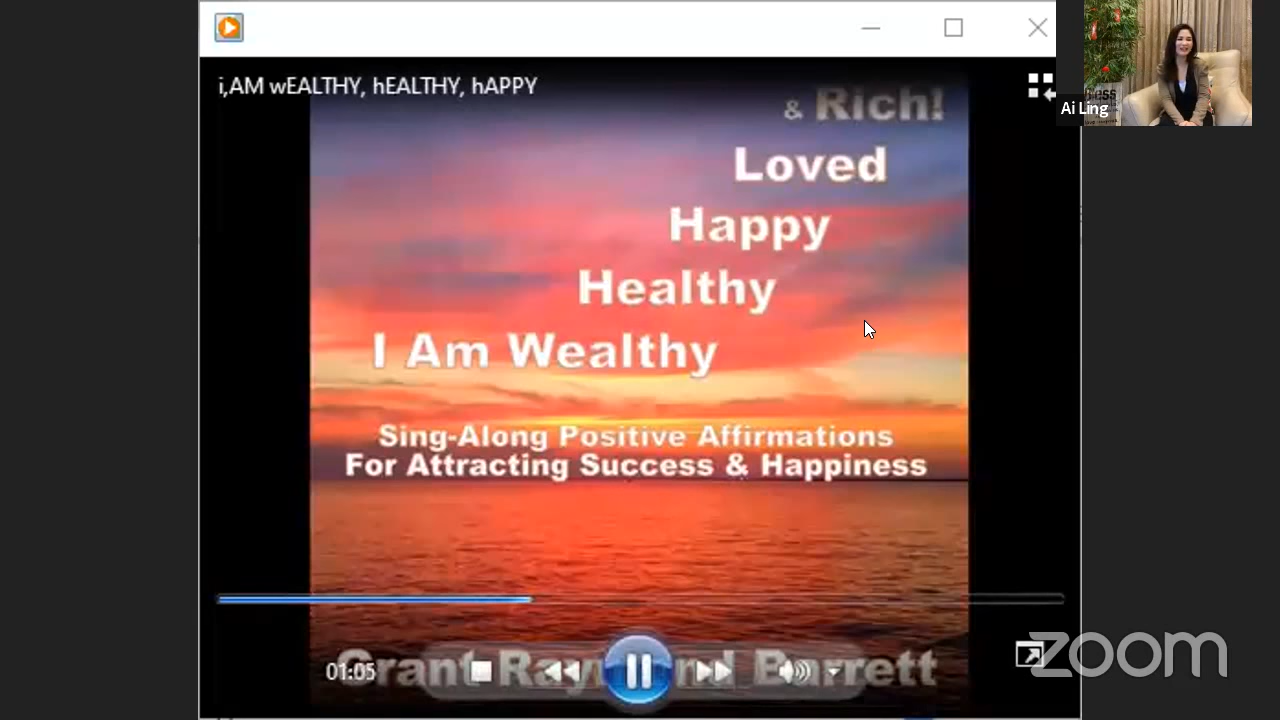 i,AM wEALTHY, hEALTHY, hAPPY
& Rich!
Loved
Happy
Healthy
I Am Wealthy
Sing-Along Positive Affirmations
For Attracting Success & Happiness
01:05
Grant Raymond Barrett
Ai Ling
zoom